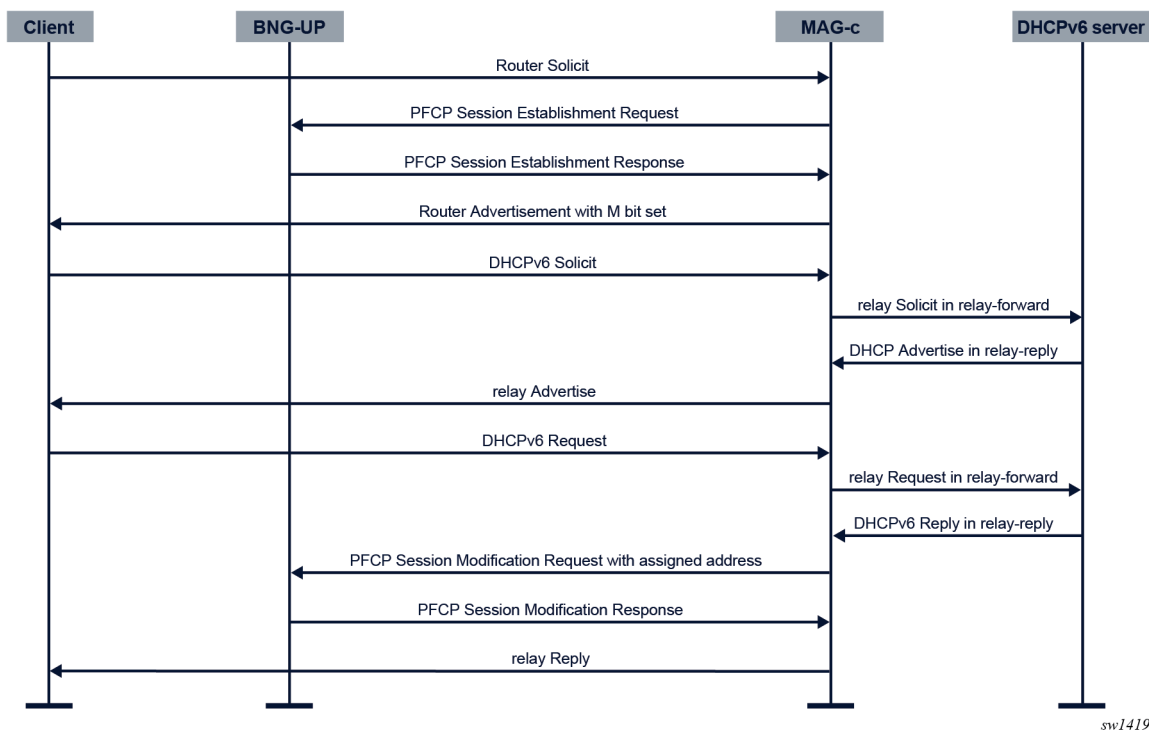 Client
BNG-UP
MAG-c
DHCPv6 server
Router Solicit
PFCP Session Establishment Request
PFCP Session Establishment Response
Router Advertisement with M bit set
DHCPv6 Solicit
relay Solicit in relay-forward
DHCP Advertise in relay-reply
relay Advertise
DHCPv6 Request
relay Request in relay-forward
DHCPv6 Reply in relay-reply
PFCP Session Modification Request with assigned address
PFCP Session Modification Response
relay Reply
sw1419